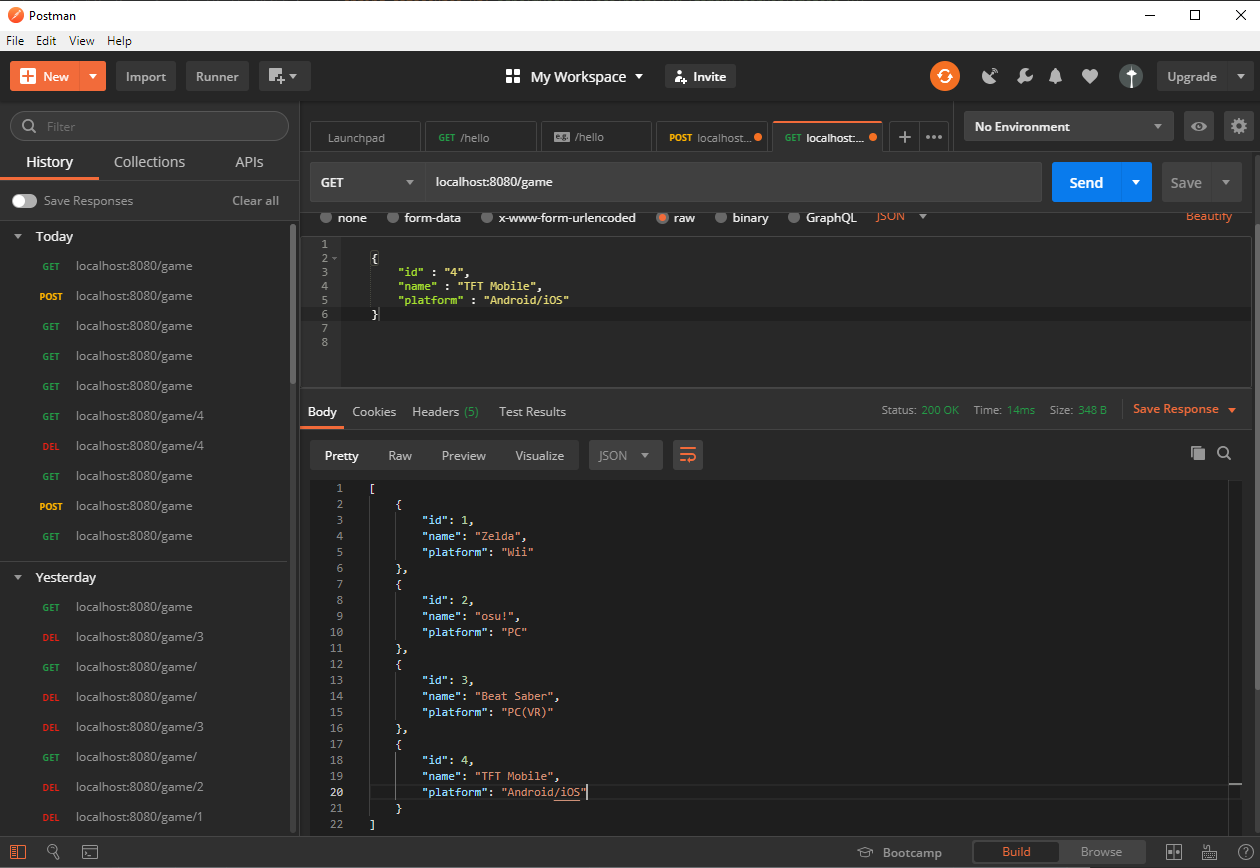 Postman
File Edit View Help
New Import Runner My Workspace Invite Upgrade
Filter
History Collections APIs
Save Responses Clear all
Today
GET localhost:8080/game
POST localhost:8080/game
GET localhost:8080/game
GET localhost:8080/game
GET localhost:8080/game
GET localhost:8080/game/4
DEL localhost:8080/game/4
GET localhost:8080/game
POST localhost:8080/game
GET localhost:8080/game
Yesterday
GET localhost:8080/game
DEL localhost:8080/game/3
GET localhost:8080/game/
DEL localhost:8080/game/
DEL localhost:8080/game/3
GET localhost:8080/game/
DEL localhost:8080/game/2
DEL localhost:8080/game/1
Launchpad GET /hello e.g. /hello POST localhost... GET localhost:... + ••• No Environment
GET localhost:8080/game Send Save
none form-data x-www-form-urlencoded raw binary GraphQL JSON Beautify
1
2 {
3 "id" : "4",
4 "name" : "TFT Mobile",
5 "platform" : "Android/iOS"
6 }
7
8
Body Cookies Headers (5) Test Results Status: 200 OK Time: 14ms Size: 348 B Save Response
Pretty Raw Preview Visualize JSON
1 [
2 {
3 "id": 1,
4 "name": "Zelda",
5 "platform": "Wii"
6 },
7 {
8 "id": 2,
9 "name": "osu!",
10 "platform": "PC"
11 },
12 {
13 "id": 3,
14 "name": "Beat Saber",
15 "platform": "PC(VR)"
16 },
17 {
18 "id": 4,
19 "name": "TFT Mobile",
20 "platform": "Android/iOS"
21 }
22 ]
Bootcamp Build Browse ?